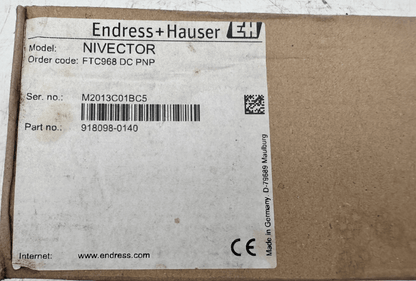 Endress+Hauser EH
Model: NIVECTOR
Order code: FTC968 DC PNP
Ser. no.: M2013C01BC5
Part no.: 918098-0140
Internet: www.endress.com
CE
Made in Germany D-79689 Maulburg